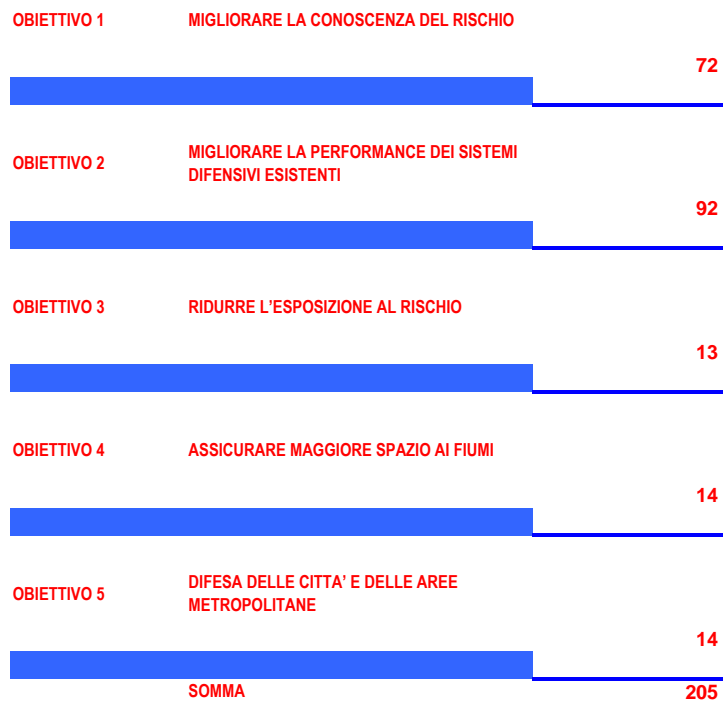 OBIETTIVO 1 MIGLIORARE LA CONOSCENZA DEL RISCHIO
72
OBIETTIVO 2 MIGLIORARE LA PERFORMANCE DEI SISTEMI
DIFENSIVI ESISTENTI
92
OBIETTIVO 3 RIDURRE L’ESPOSIZIONE AL RISCHIO
13
OBIETTIVO 4 ASSICURARE MAGGIORE SPAZIO AI FIUMI
14
OBIETTIVO 5 DIFESA DELLE CITTA’ E DELLE AREE
METROPOLITANE
14
SOMMA 205